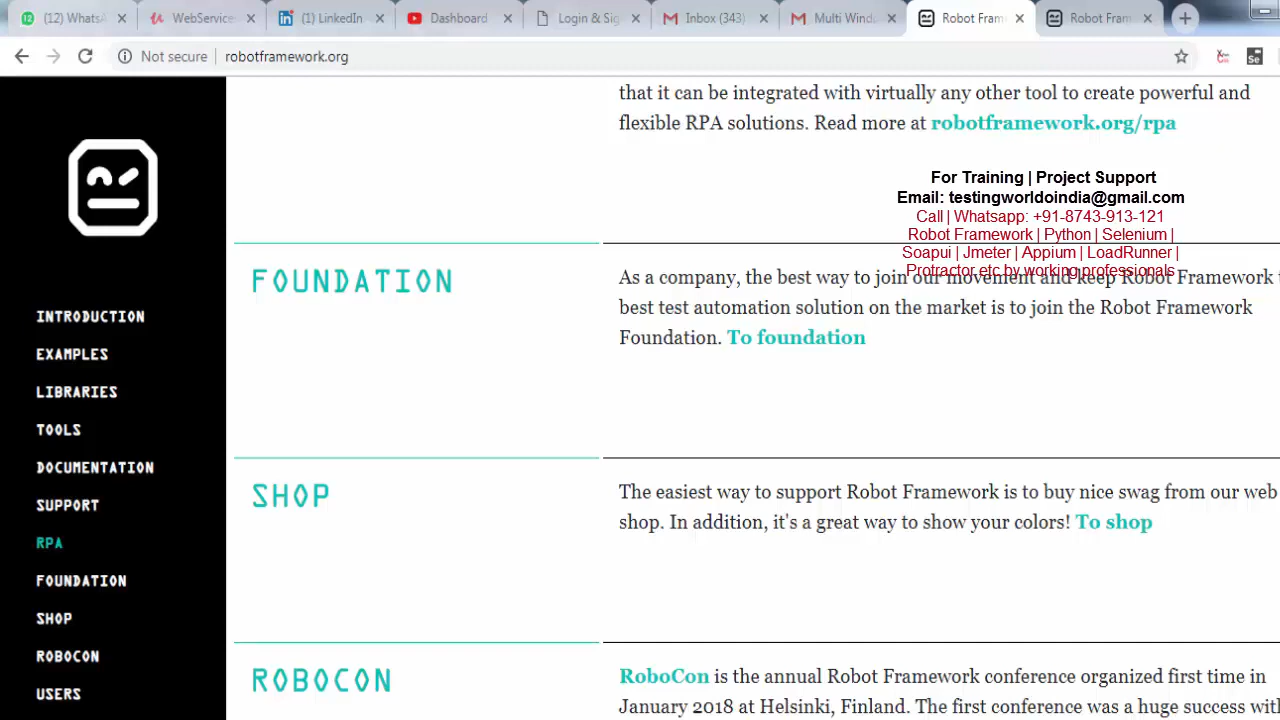 (12) WhatsA
WebService
(1) LinkedIn
Dashboard
Login & Sig
Inbox (343)
Multi Windo
Robot Fram
Robot Fram
Not secure
robotframework.org
Se
that it can be integrated with virtually any other tool to create powerful and
flexible RPA solutions. Read more at robotframework.org/rpa
For Training | Project Support
Email: testingworldoindia@gmail.com
Call | Whatsapp: +91-8743-913-121
Robot Framework | Python | Selenium |
Soapui | Jmeter | Appium | LoadRunner |
Protractor etc by working professionals
INTRODUCTION
EXAMPLES
LIBRARIES
TOOLS
DOCUMENTATION
SUPPORT
RPA
FOUNDATION
SHOP
ROBOCON
USERS
FOUNDATION
As a company, the best way to join our movement and keep Robot Framework
best test automation solution on the market is to join the Robot Framework
Foundation. To foundation
SHOP
The easiest way to support Robot Framework is to buy nice swag from our web
shop. In addition, it's a great way to show your colors! To shop
ROBOCON
RoboCon is the annual Robot Framework conference organized first time in
January 2018 at Helsinki, Finland. The first conference was a huge success with